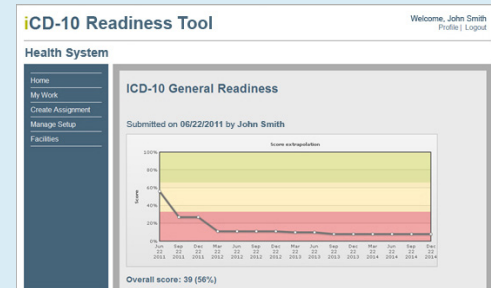 iCD-10 Readiness Tool
Welcome, John Smith
Profile | Logout
Health System
Home
My Work
Create Assignment
Manage Setup
Facilities
ICD-10 General Readiness
Submitted on 06/22/2011 by John Smith
Score extrapolation
100%
80%
60%
40%
20%
0%
Score
Jun Sep Dec Mar Jun Sep Dec Mar Jun Sep Dec Mar Jun Sep Dec
22 22 22 22 22 22 22 22 22 22 22 22 22 22 22
2011 2011 2011 2012 2012 2012 2012 2013 2013 2013 2013 2014 2014 2014 2014
Overall score: 39 (56%)